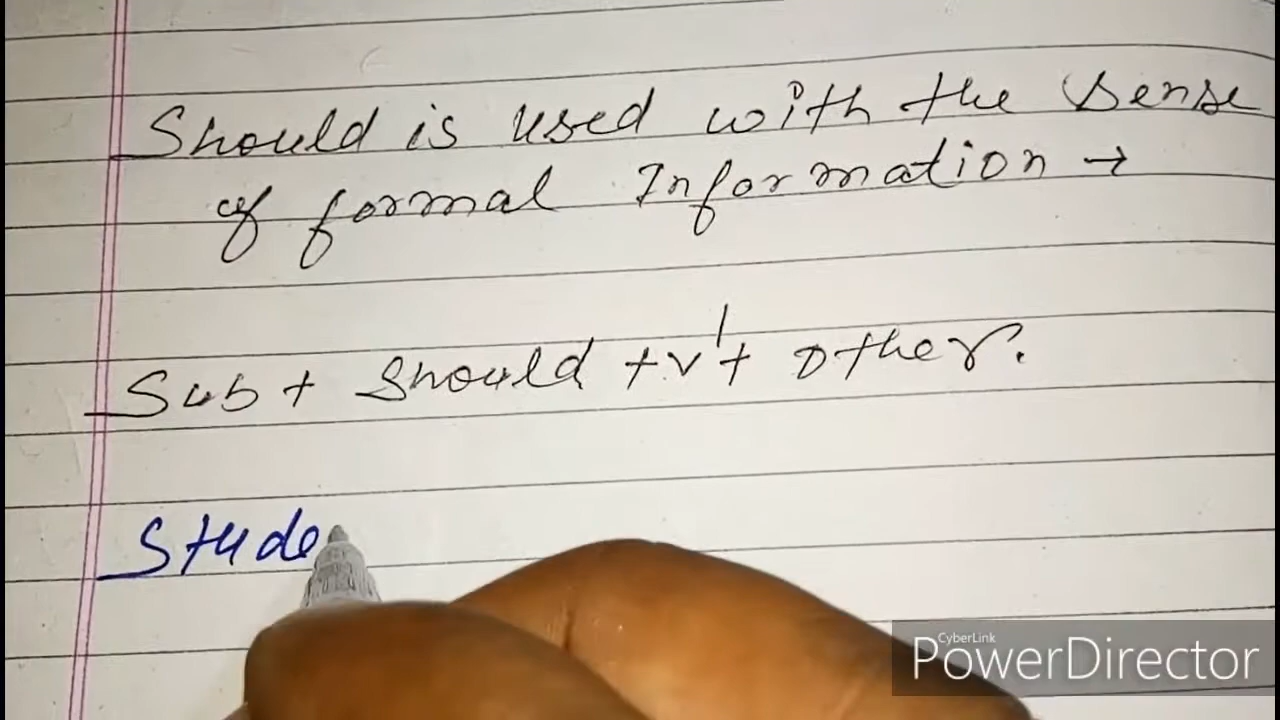 Should is used with the sense
of formal Information →
Sub + should + v¹ + other.
Stude
CyberLink
PowerDirector